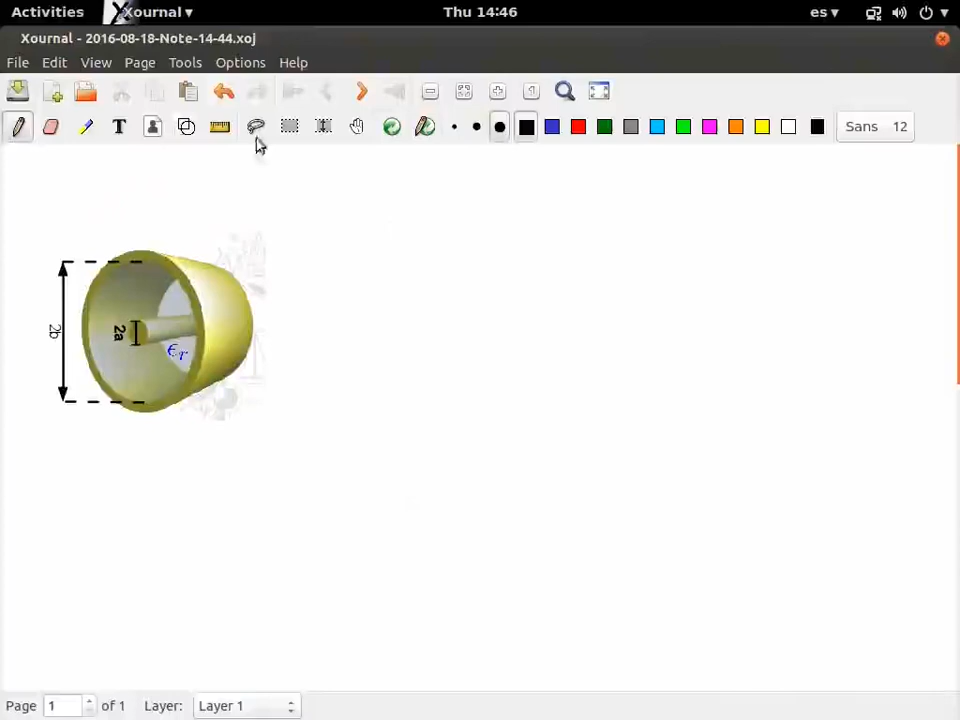 Activities Xournal ▾ Thu 14:46 es ▾
Xournal - 2016-08-18-Note-14-44.xoj
File Edit View Page Tools Options Help
T Sans 12
2b
2a
ϵr
Page 1 of 1 Layer: Layer 1